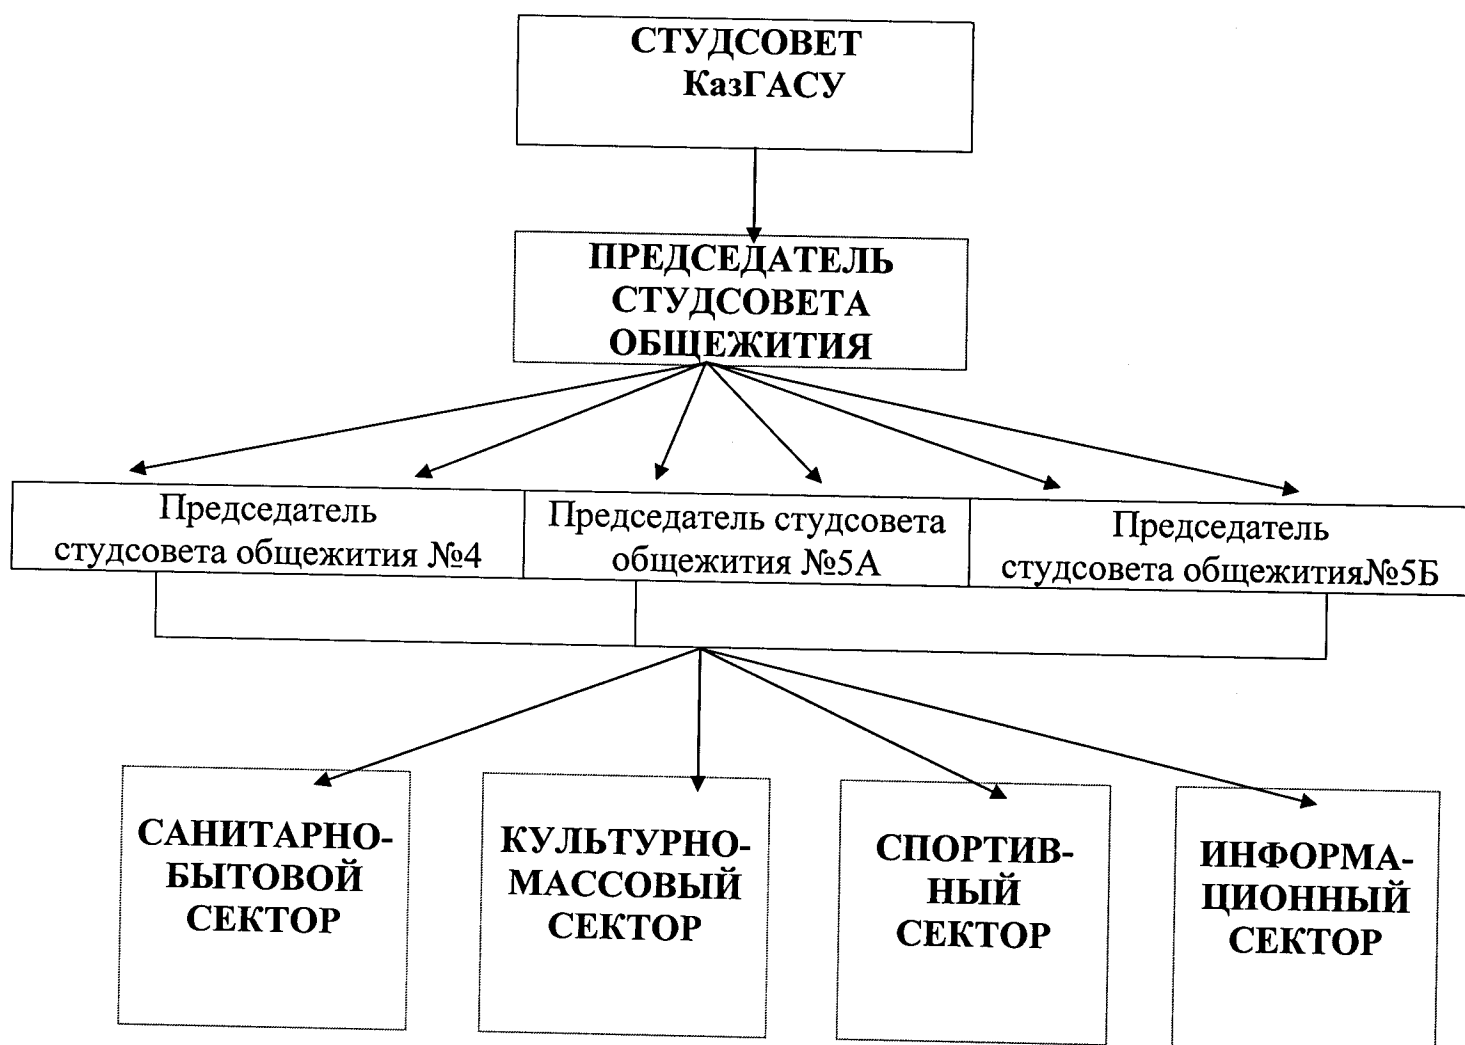 СТУДСОВЕТ
КазГАСУ
ПРЕДСЕДАТЕЛЬ
СТУДСОВЕТА
ОБЩЕЖИТИЯ
Председатель
студсовета общежития №4
Председатель студсовета
общежития №5А
Председатель
студсовета общежития№5Б
САНИТАРНО-
БЫТОВОЙ
СЕКТОР
КУЛЬТУРНО-
МАССОВЫЙ
СЕКТОР
СПОРТИВ-
НЫЙ
СЕКТОР
ИНФОРМА-
ЦИОННЫЙ
СЕКТОР